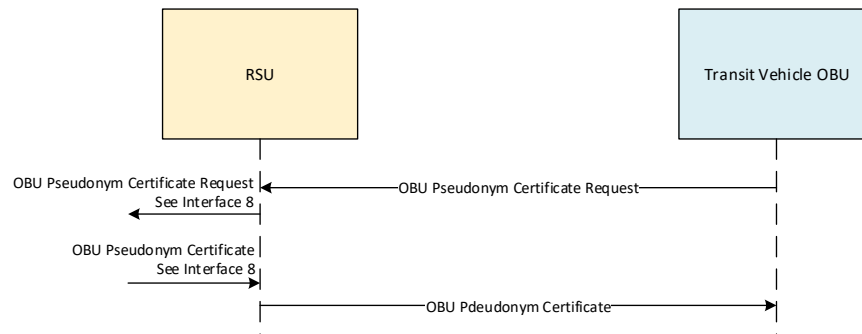 RSU
Transit Vehicle OBU
OBU Pseudonym Certificate Request
See Interface 8
OBU Pseudonym Certificate Request
OBU Pseudonym Certificate
See Interface 8
OBU Pdeudonym Certificate